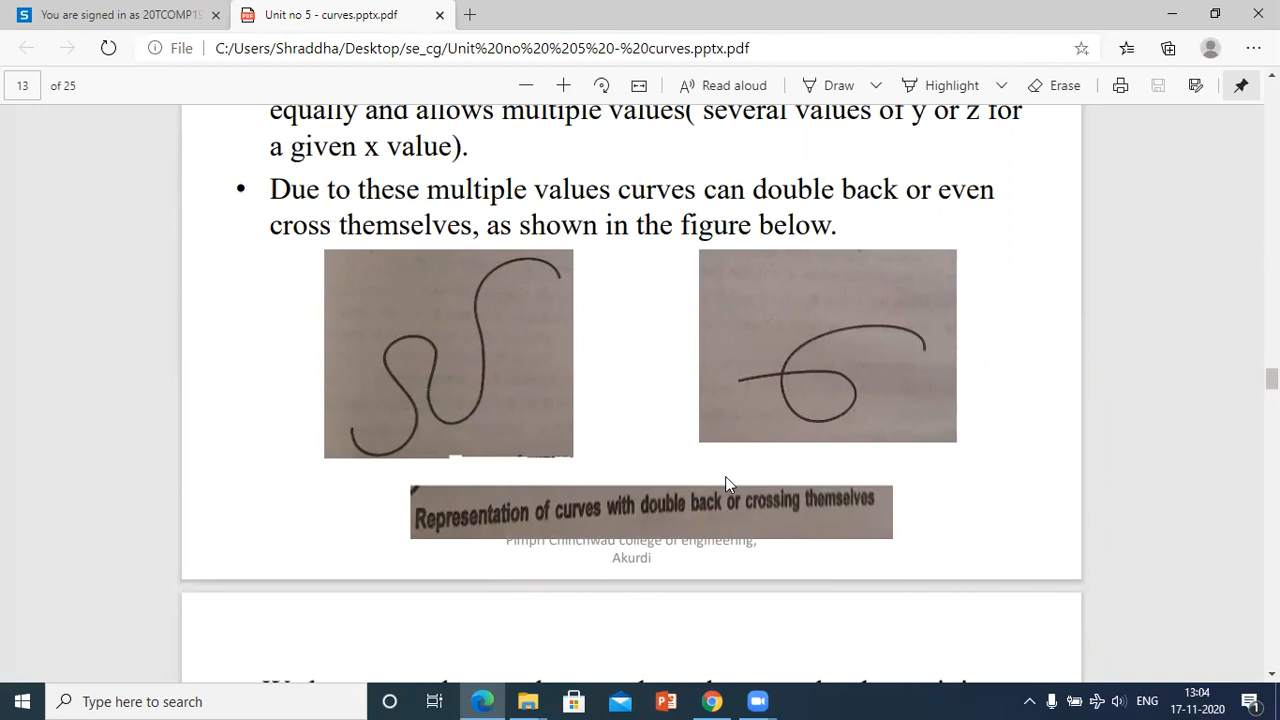 You are signed in as 20TCOMP15
Unit no 5 - curves.pptx.pdf
File
C:/Users/Shraddha/Desktop/se_cg/Unit%20no%20%205%20-%20curves.pptx.pdf
13 of 25
Read aloud
Draw
Highlight
Erase
equally and allows multiple values( several values of y or z for
a given x value).
• Due to these multiple values curves can double back or even
cross themselves, as shown in the figure below.
Representation of curves with double back or crossing themselves
Pimpri Chinchwad college of engineering,
Akurdi
Type here to search
ENG
13:04
17-11-2020